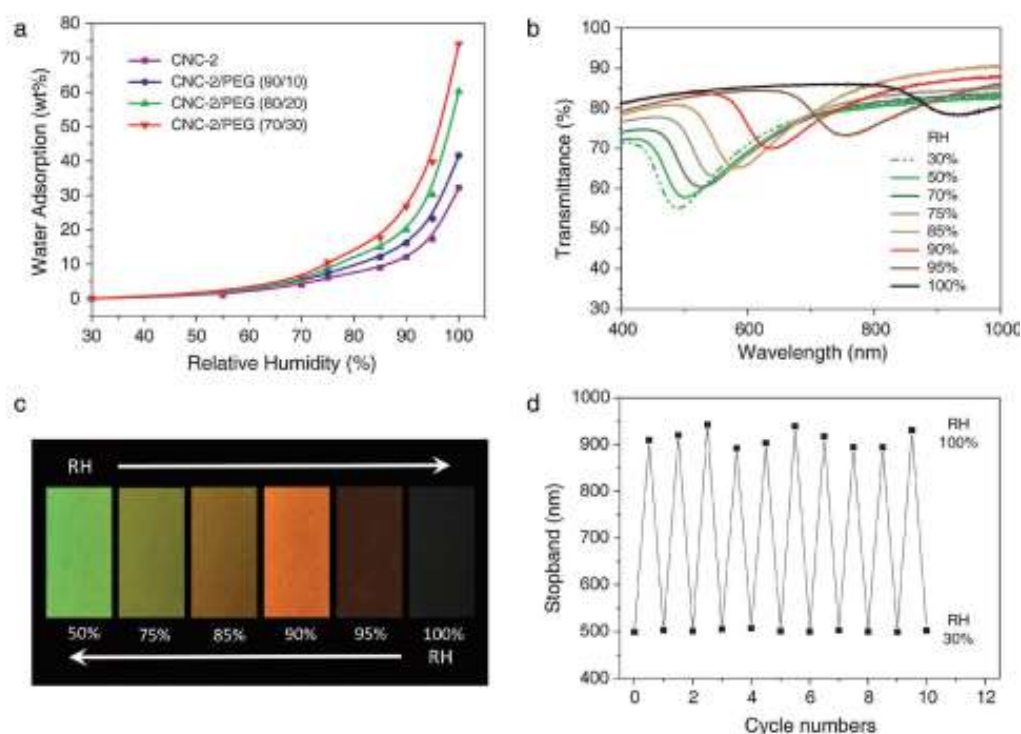 a
80
70
60
50
40
30
20
10
0
Water Adsorption (wt%)
CNC-2
CNC-2/PEG (90/10)
CNC-2/PEG (80/20)
CNC-2/PEG (70/30)
30 40 50 60 70 80 90 100
Relative Humidity (%)
b
100
90
80
70
60
50
40
30
Transmittance (%)
RH
30%
50%
70%
75%
85%
90%
95%
100%
400 600 800 1000
Wavelength (nm)
c
RH
50% 75% 85% 90% 95% 100%
RH
d
1000
900
800
700
600
500
400
Stopband (nm)
RH
100%
RH
30%
0 2 4 6 8 10 12
Cycle numbers